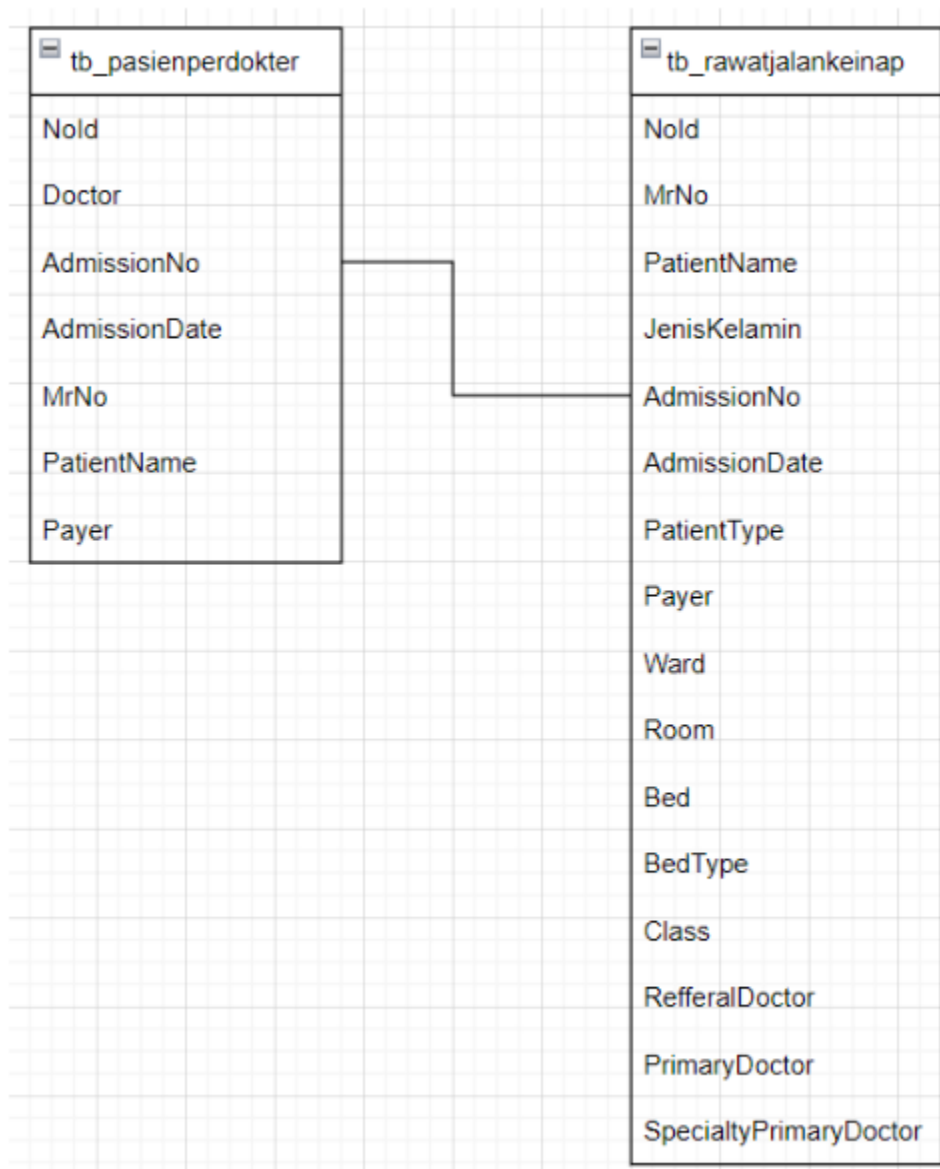 tb_pasienperdokter
NoId
Doctor
AdmissionNo
AdmissionDate
MrNo
PatientName
Payer
tb_rawatjalankeinap
NoId
MrNo
PatientName
JenisKelamin
AdmissionNo
AdmissionDate
PatientType
Payer
Ward
Room
Bed
BedType
Class
RefferalDoctor
PrimaryDoctor
SpecialtyPrimaryDoctor